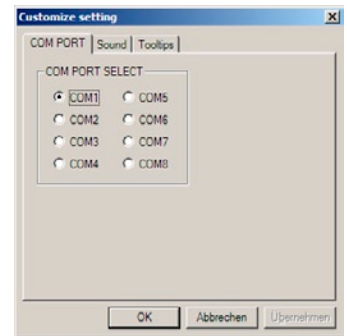 Customize setting
COM PORT Sound Tooltips
COM PORT SELECT
COM1 COM5
COM2 COM6
COM3 COM7
COM4 COM8
OK Abbrechen Übernehmen